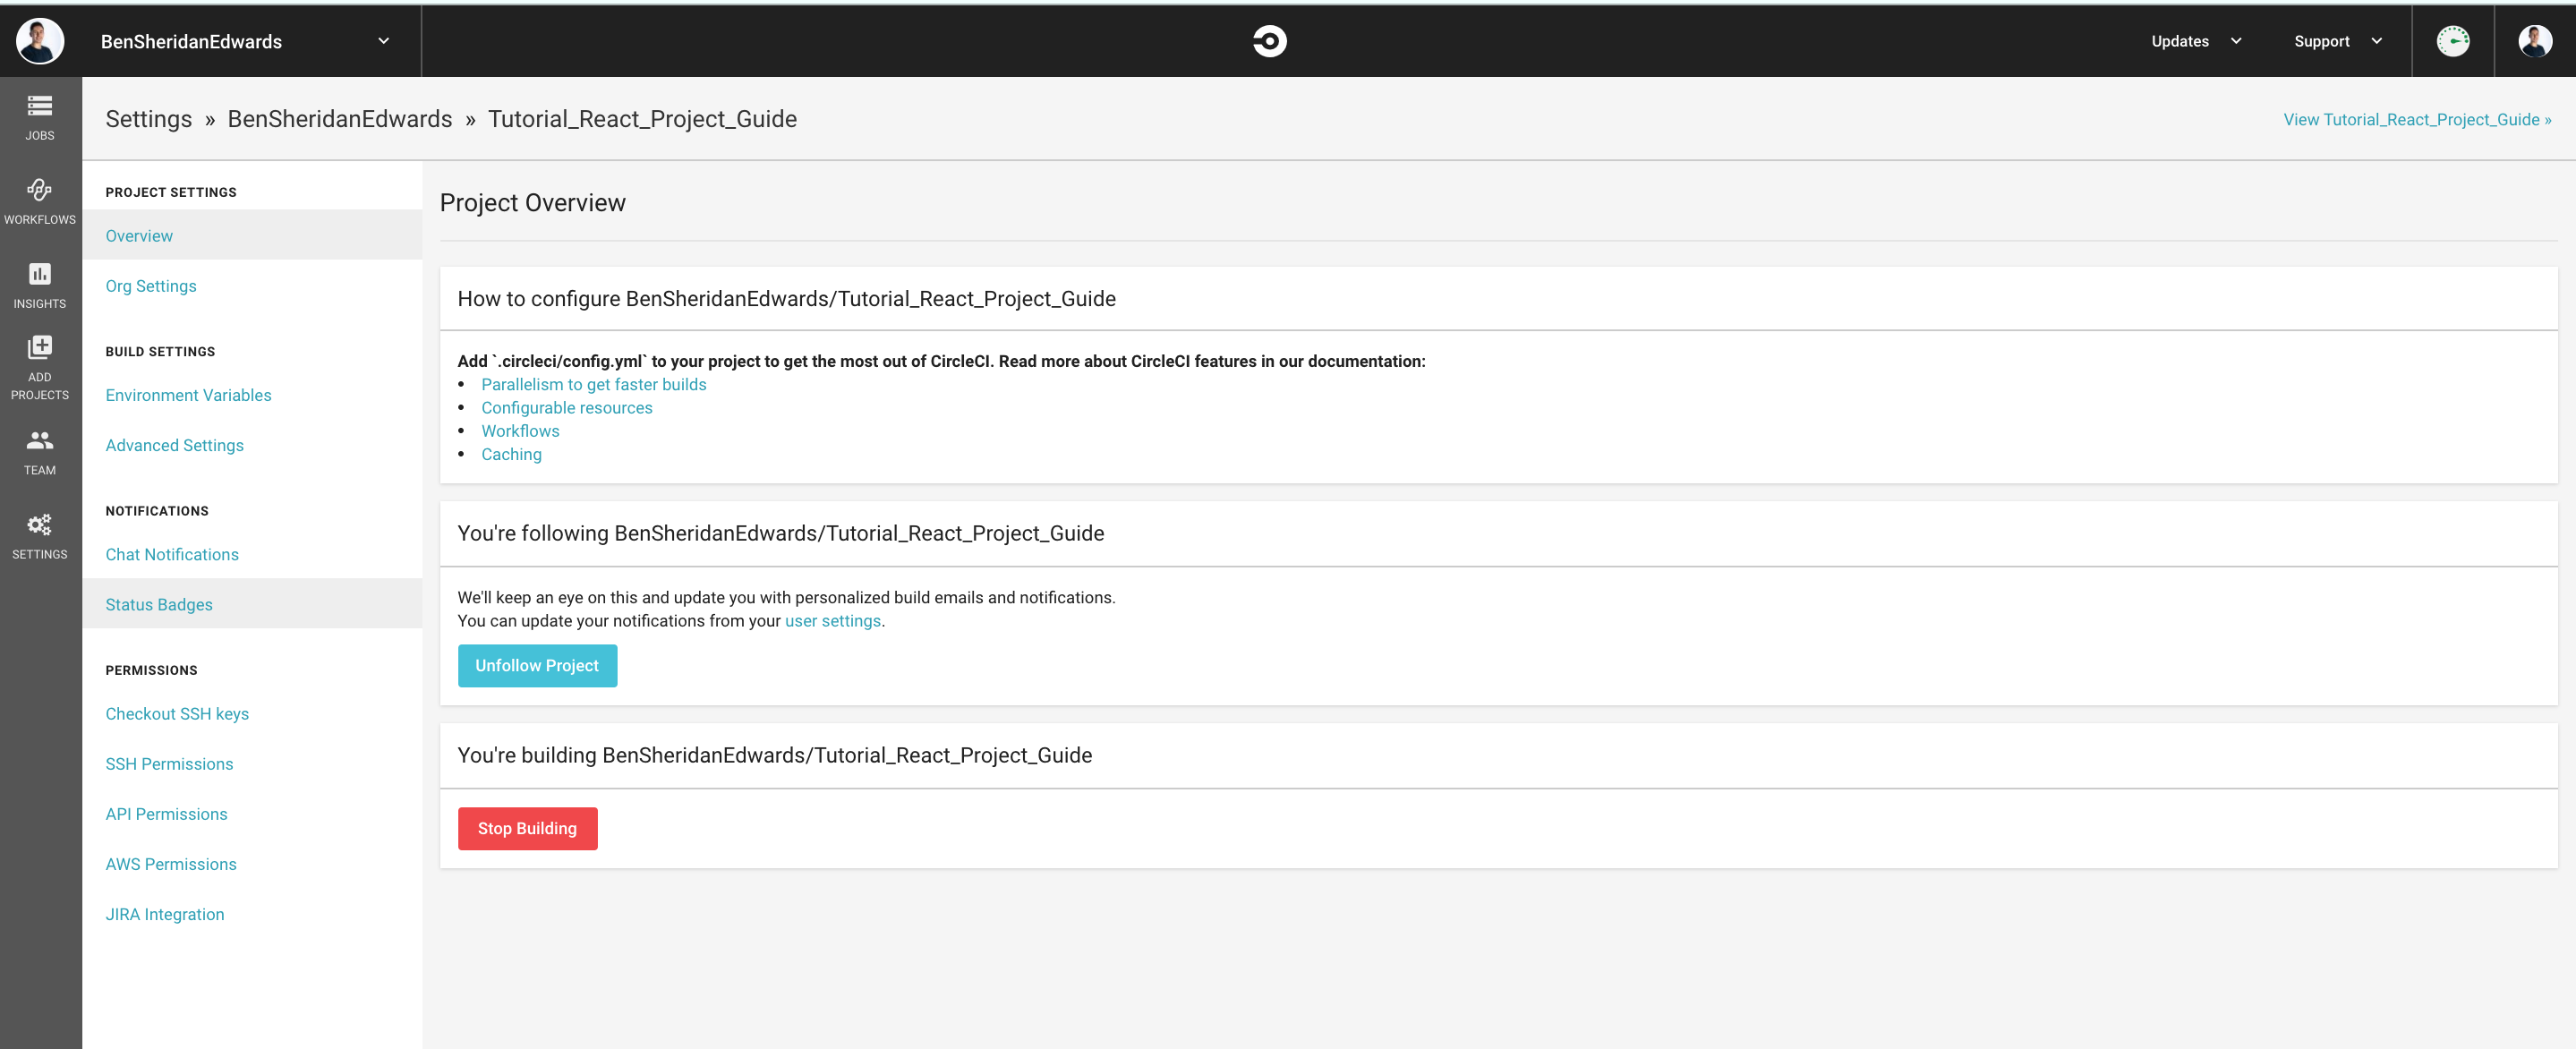 BenSheridanEdwards
Updates
Support
JOBS
WORKFLOWS
INSIGHTS
ADD
PROJECTS
TEAM
SETTINGS
Settings » BenSheridanEdwards » Tutorial_React_Project_Guide
View Tutorial_React_Project_Guide »
PROJECT SETTINGS
Overview
Org Settings
BUILD SETTINGS
Environment Variables
Advanced Settings
NOTIFICATIONS
Chat Notifications
Status Badges
PERMISSIONS
Checkout SSH keys
SSH Permissions
API Permissions
AWS Permissions
JIRA Integration
Project Overview
How to configure BenSheridanEdwards/Tutorial_React_Project_Guide
Add `.circleci/config.yml` to your project to get the most out of CircleCI. Read more about CircleCI features in our documentation:
• Parallelism to get faster builds
• Configurable resources
• Workflows
• Caching
You're following BenSheridanEdwards/Tutorial_React_Project_Guide
We'll keep an eye on this and update you with personalized build emails and notifications.
You can update your notifications from your user settings.
Unfollow Project
You're building BenSheridanEdwards/Tutorial_React_Project_Guide
Stop Building